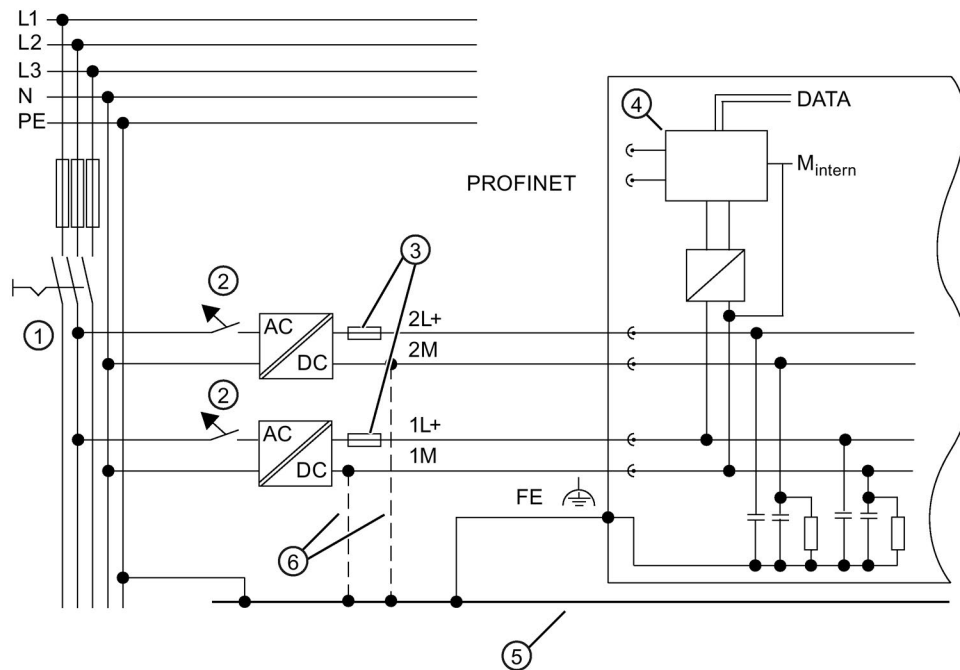 L1
L2
L3
N
PE
DATA
4
M intern
PROFINET
3
2
1
AC
DC
2L+
2M
2
AC
DC
1L+
1M
FE
6
5